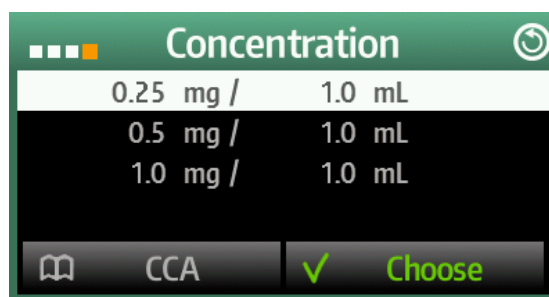 Concentration
0.25 mg / 1.0 mL
0.5 mg / 1.0 mL
1.0 mg / 1.0 mL
CCA Choose